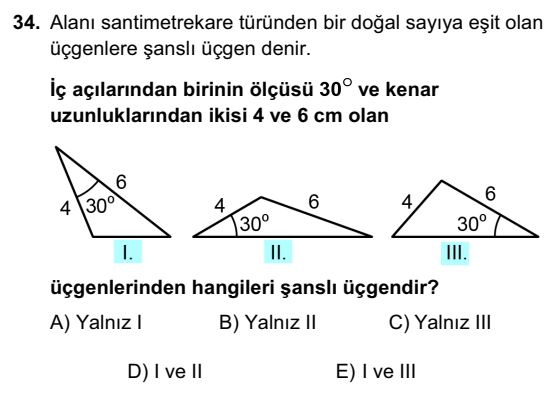 34. Alanı santimetrekare türünden bir doğal sayıya eşit olan
üçgenlere şanslı üçgen denir.
İç açılarından birinin ölçüsü 30° ve kenar
uzunluklarından ikisi 4 ve 6 cm olan
4 30° 6
4 30° 6
4 30° 6
I. II. III.
üçgenlerinden hangileri şanslı üçgendir?
A) Yalnız I B) Yalnız II C) Yalnız III
D) I ve II E) I ve III